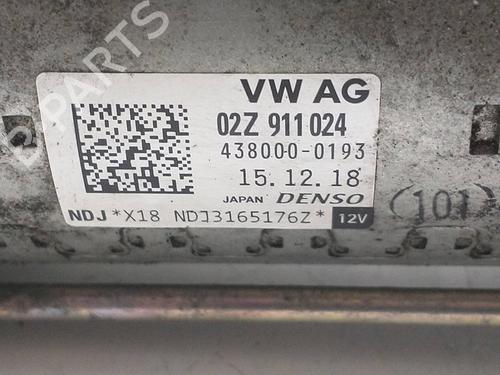 PARTS
VW AG
02Z 911 024
438000-0193
15.12.18
JAPAN DENSO
NDJ *X18 NDJ3165176Z* 12V
(101)